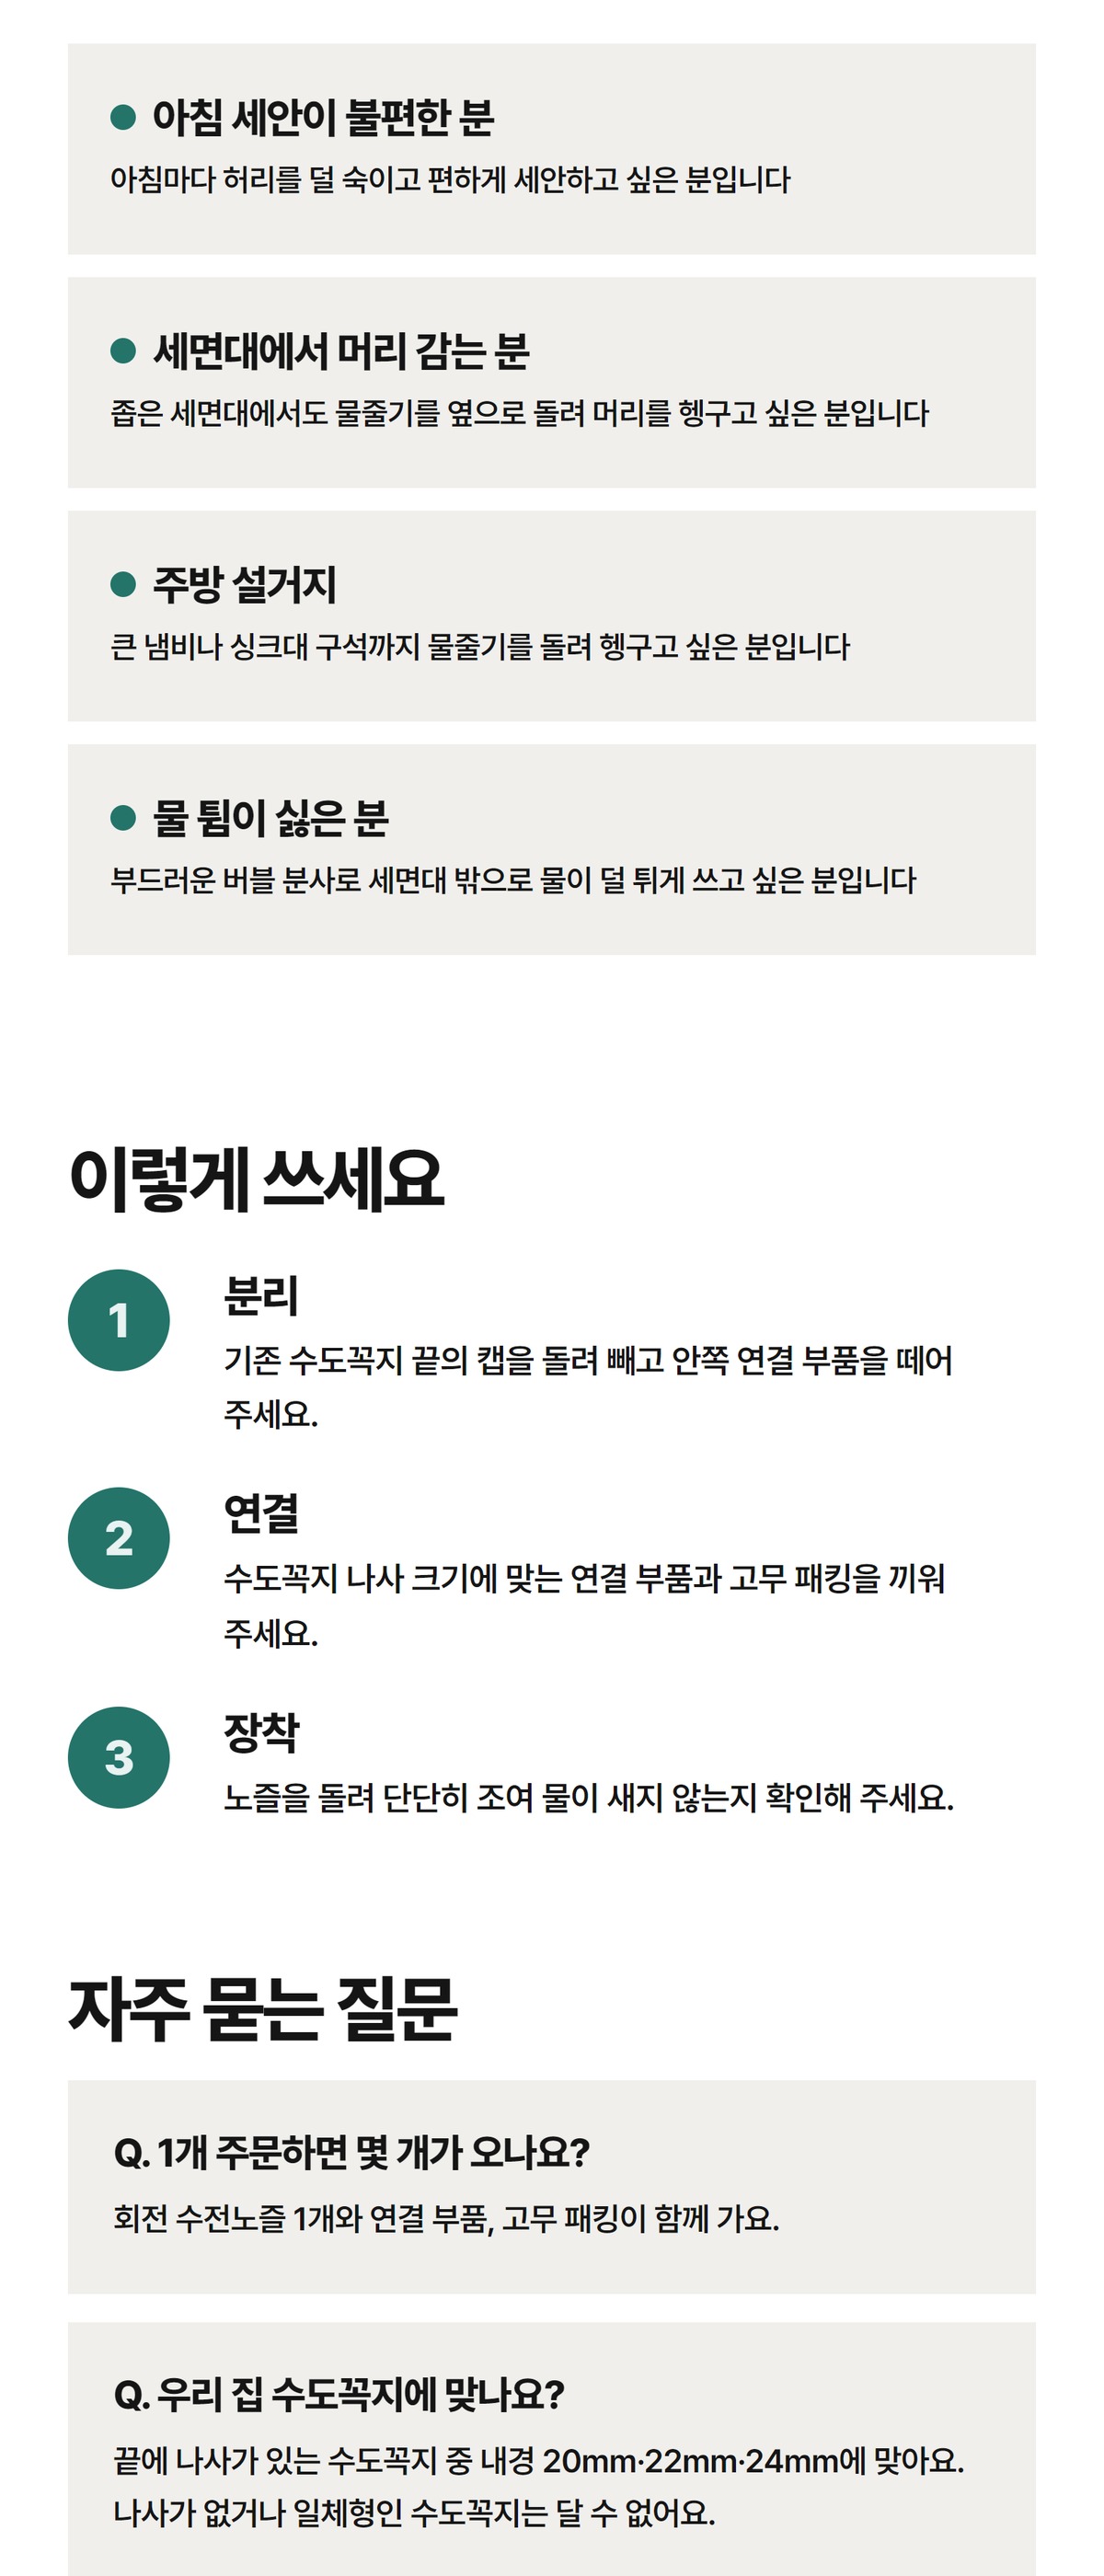 아침 세안이 불편한 분
아침마다 허리를 덜 숙이고 편하게 세안하고 싶은 분입니다
세면대에서 머리 감는 분
좁은 세면대에서도 물줄기를 옆으로 돌려 머리를 헹구고 싶은 분입니다
주방 설거지
큰 냄비나 싱크대 구석까지 물줄기를 돌려 헹구고 싶은 분입니다
물 튐이 싫은 분
부드러운 버블 분사로 세면대 밖으로 물이 덜 튀게 쓰고 싶은 분입니다
이렇게 쓰세요
1
분리
기존 수도꼭지 끝의 캡을 돌려 빼고 안쪽 연결 부품을 떼어
주세요.
2
연결
수도꼭지 나사 크기에 맞는 연결 부품과 고무 패킹을 끼워
주세요.
3
장착
노즐을 돌려 단단히 조여 물이 새지 않는지 확인해 주세요.
자주 묻는 질문
Q. 1개 주문하면 몇 개가 오나요?
회전 수전노즐 1개와 연결 부품, 고무 패킹이 함께 가요.
Q. 우리 집 수도꼭지에 맞나요?
끝에 나사가 있는 수도꼭지 중 내경 20mm·22mm·24mm에 맞아요.
나사가 없거나 일체형인 수도꼭지는 달 수 없어요.